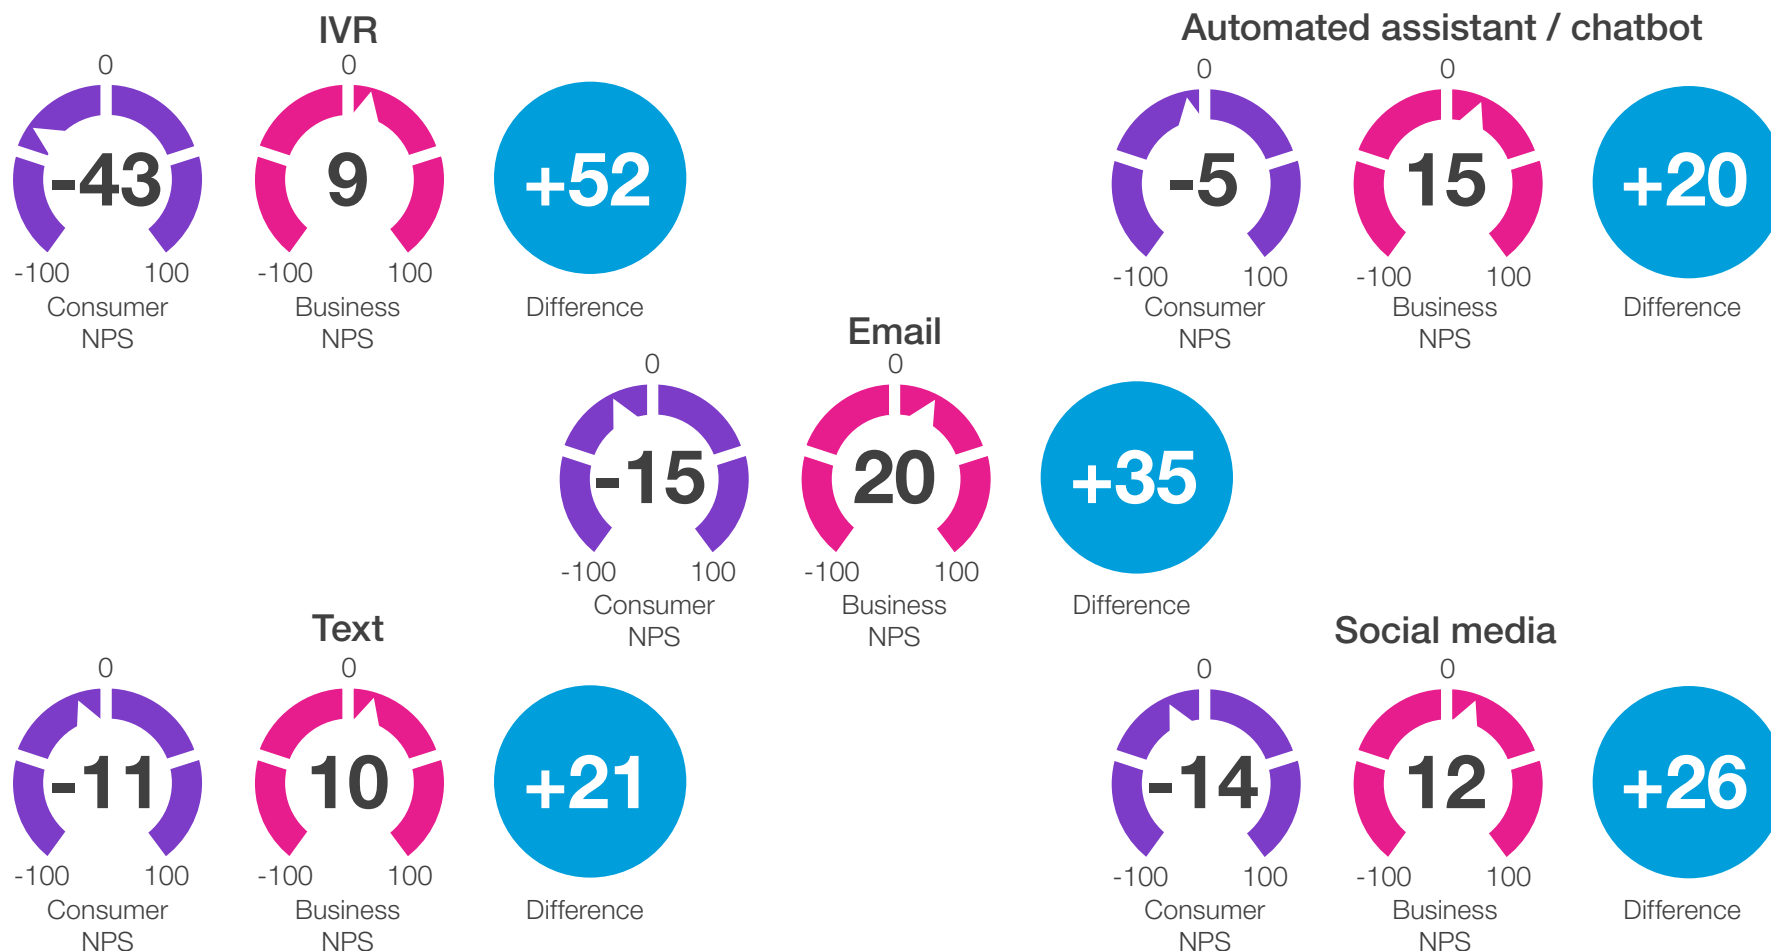 IVR
0
0
-43
9
+52
-100
100
-100
100
Consumer
NPS
Business
NPS
Difference
Automated assistant / chatbot
0
0
-5
15
+20
-100
100
-100
100
Consumer
NPS
Business
NPS
Difference
Email
0
0
-15
20
+35
-100
100
-100
100
Consumer
NPS
Business
NPS
Difference
Text
0
0
-11
10
+21
-100
100
-100
100
Consumer
NPS
Business
NPS
Difference
Social media
0
0
-14
12
+26
-100
100
-100
100
Consumer
NPS
Business
NPS
Difference